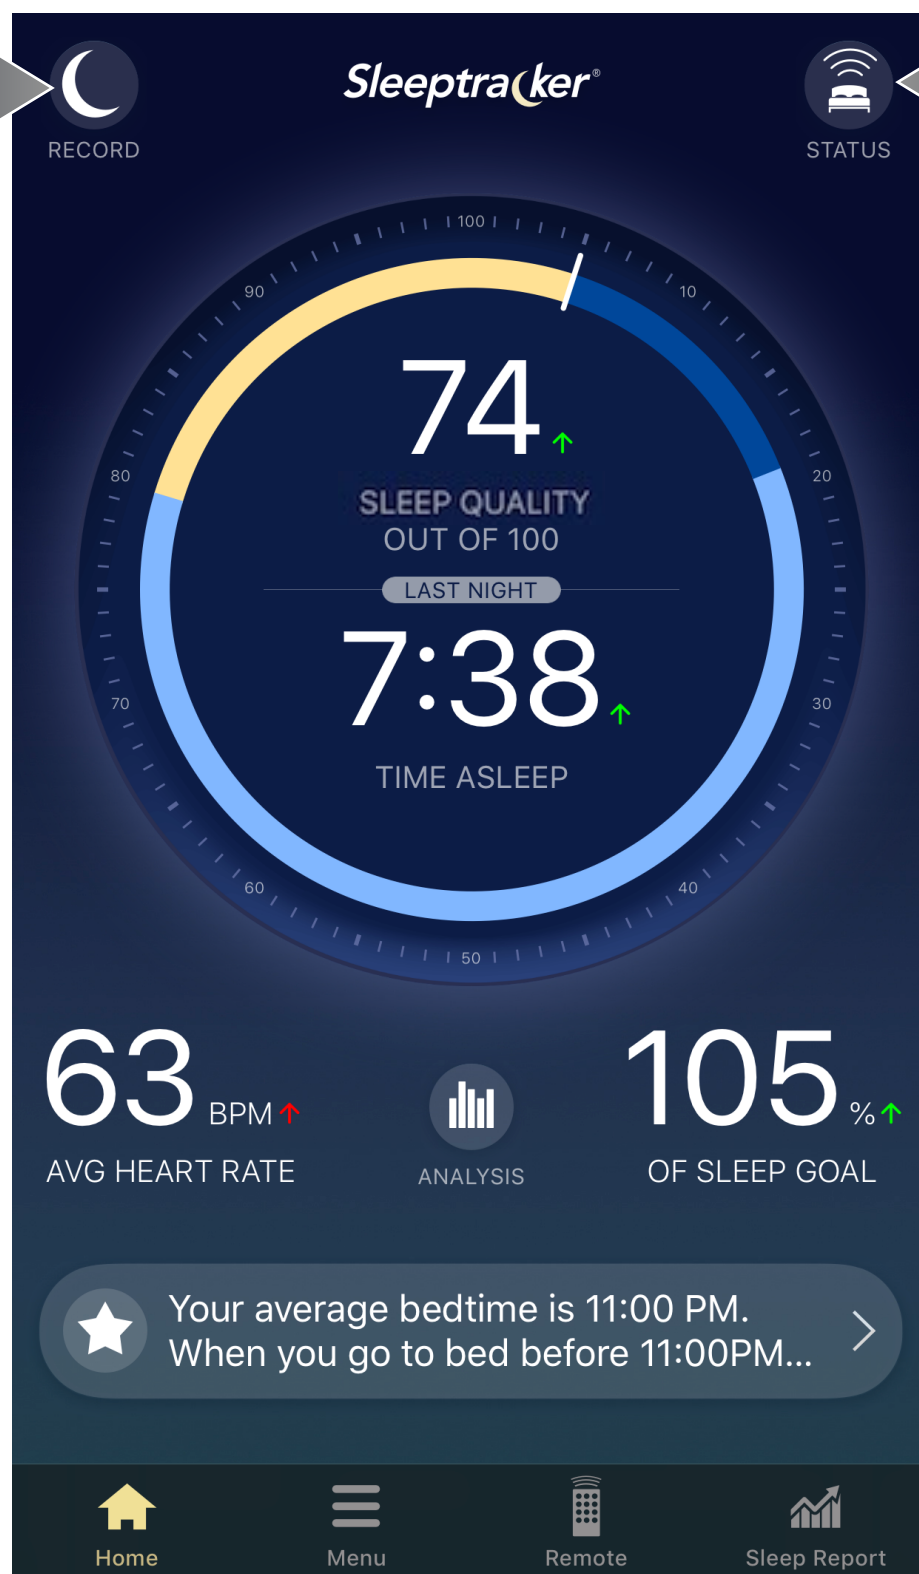 Sleeptracker®
RECORD
STATUS
100
90
10
80
20
70
30
60
40
50
74
SLEEP QUALITY
OUT OF 100
LAST NIGHT
7:38
TIME ASLEEP
63 BPM
AVG HEART RATE
ANALYSIS
105 %
OF SLEEP GOAL
Your average bedtime is 11:00 PM.
When you go to bed before 11:00PM...
Home
Menu
Remote
Sleep Report